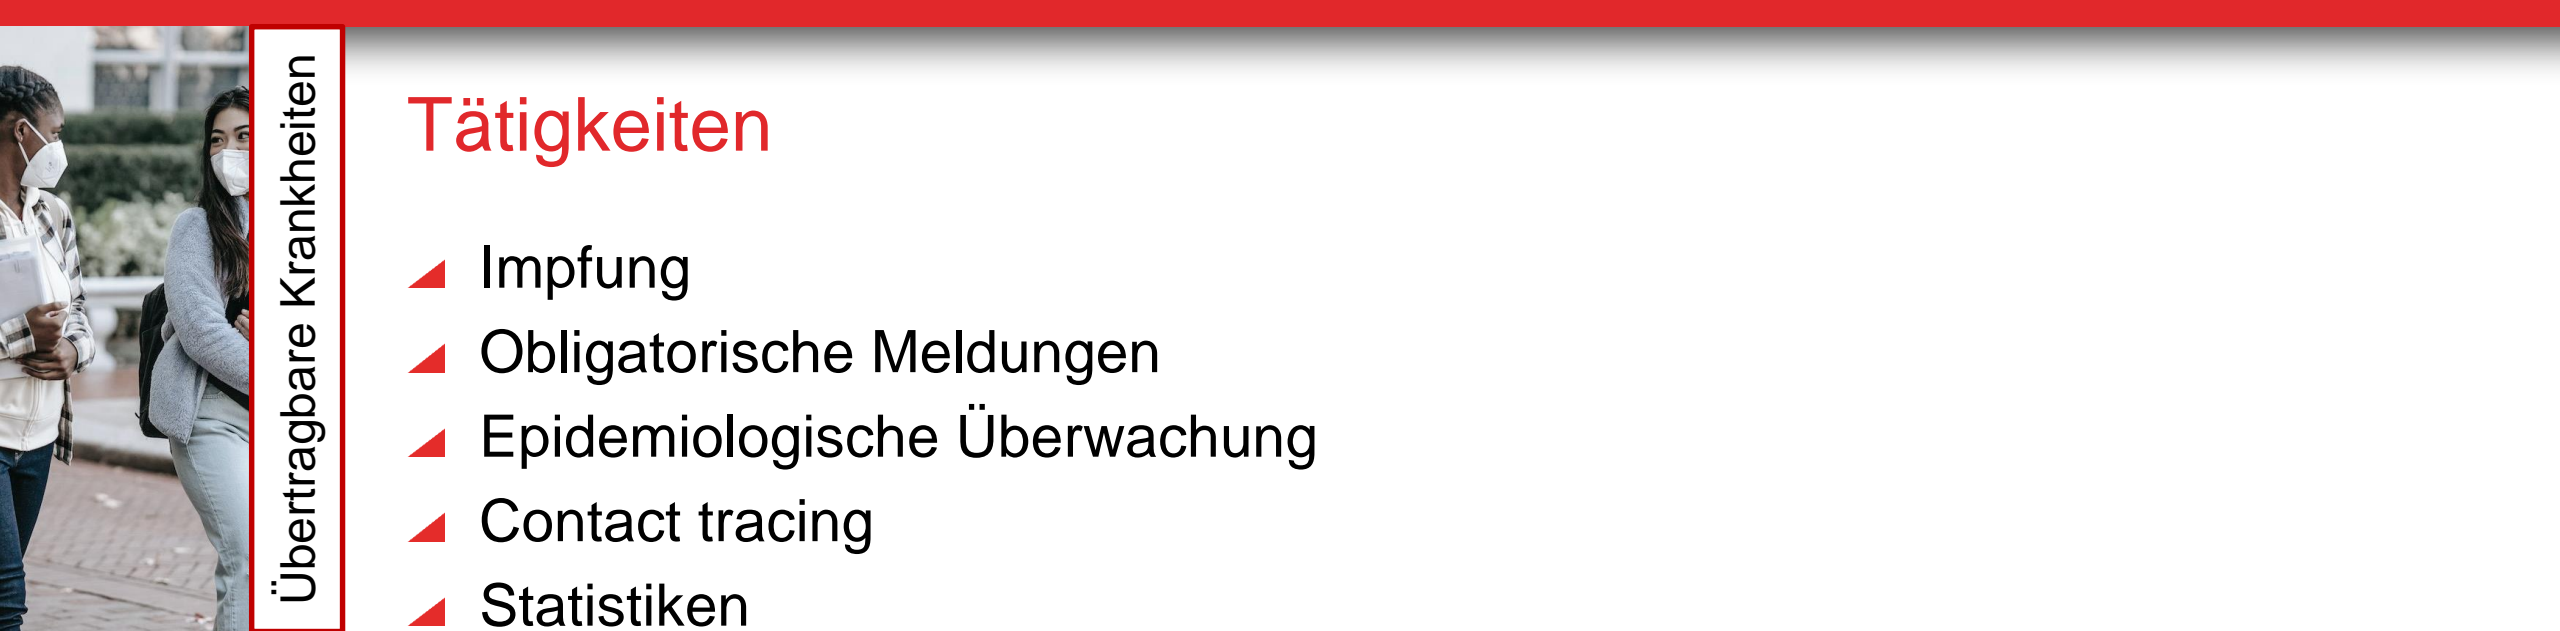 Übertragbare Krankheiten
Tätigkeiten
Impfung
Obligatorische Meldungen
Epidemiologische Überwachung
Contact tracing
Statistiken